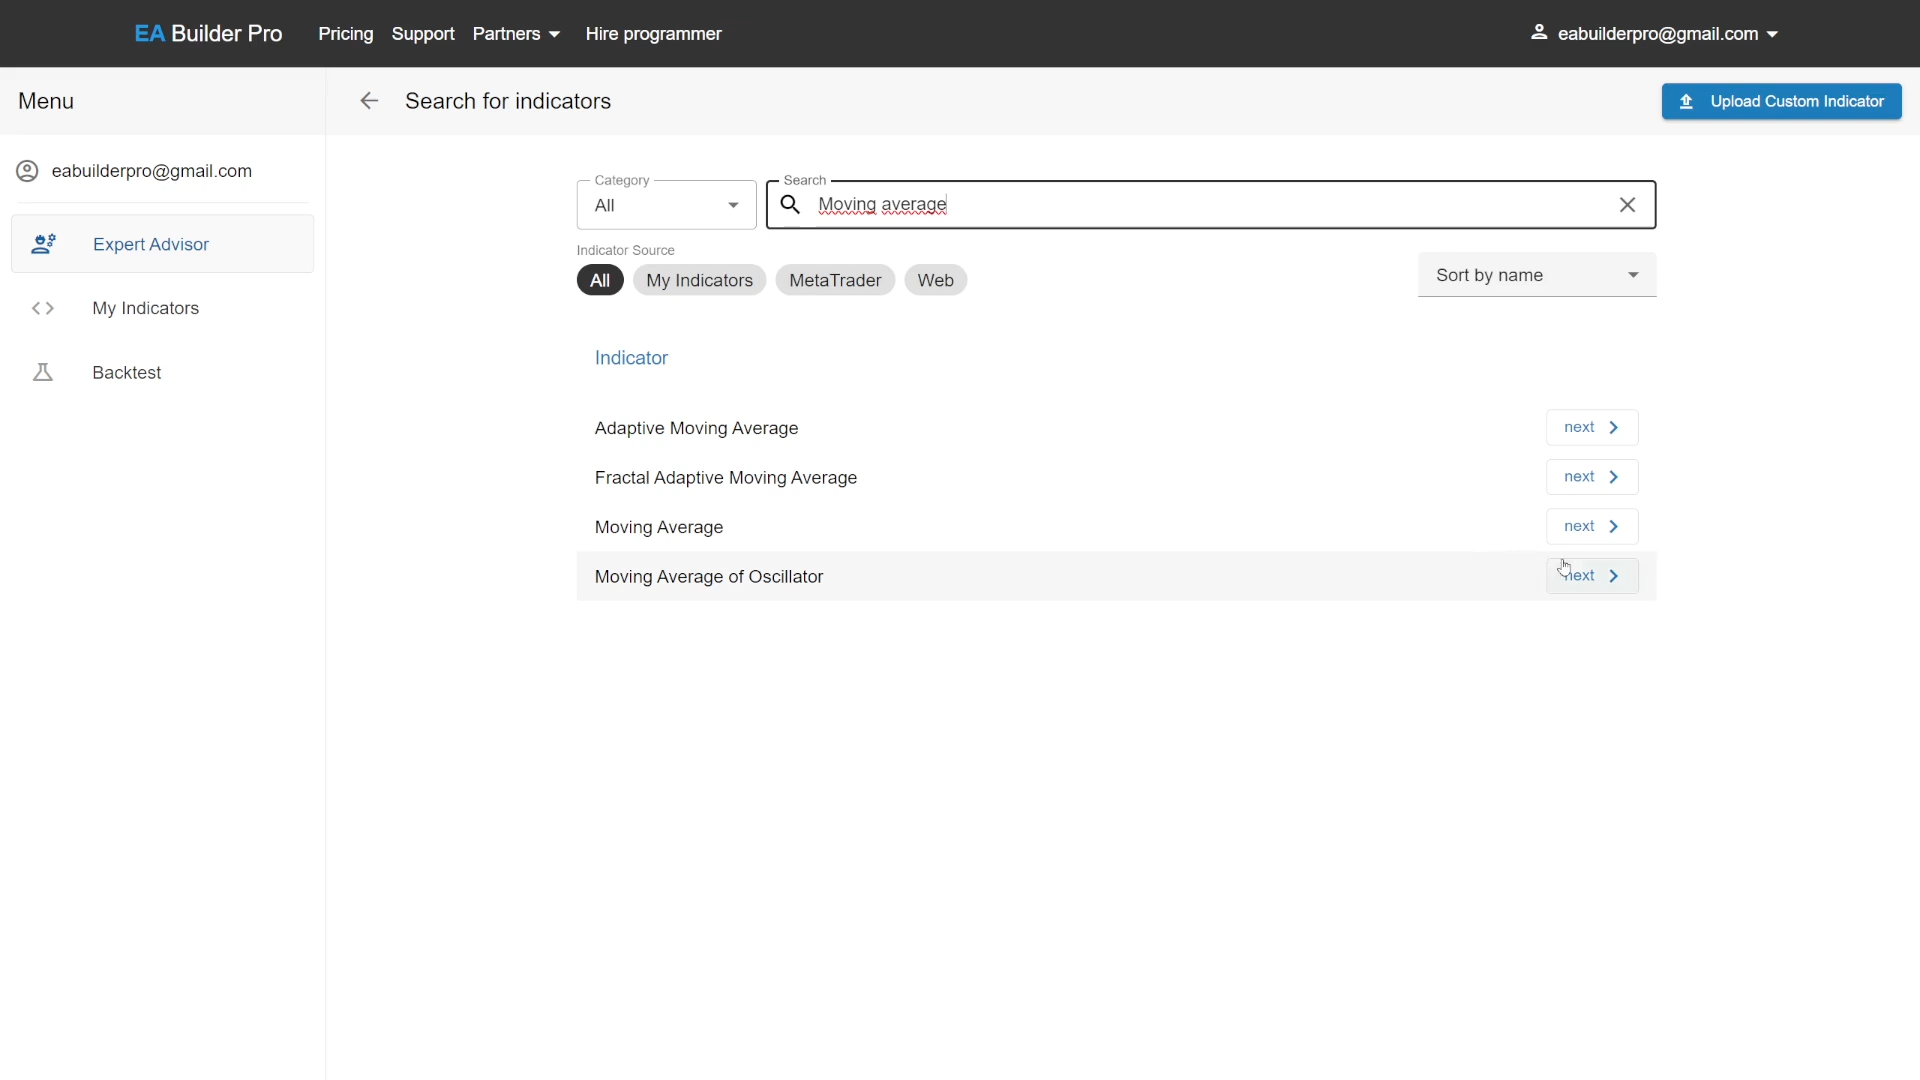 EA Builder Pro
Pricing
Support
Partners
Hire programmer
eabuilderpro@gmail.com
Menu
Search for indicators
Upload Custom Indicator
eabuilderpro@gmail.com
Expert Advisor
My Indicators
Backtest
Category
All
Search
Moving average
Indicator Source
All
My Indicators
MetaTrader
Web
Sort by name
Indicator
Adaptive Moving Average
next
Fractal Adaptive Moving Average
next
Moving Average
next
Moving Average of Oscillator
next